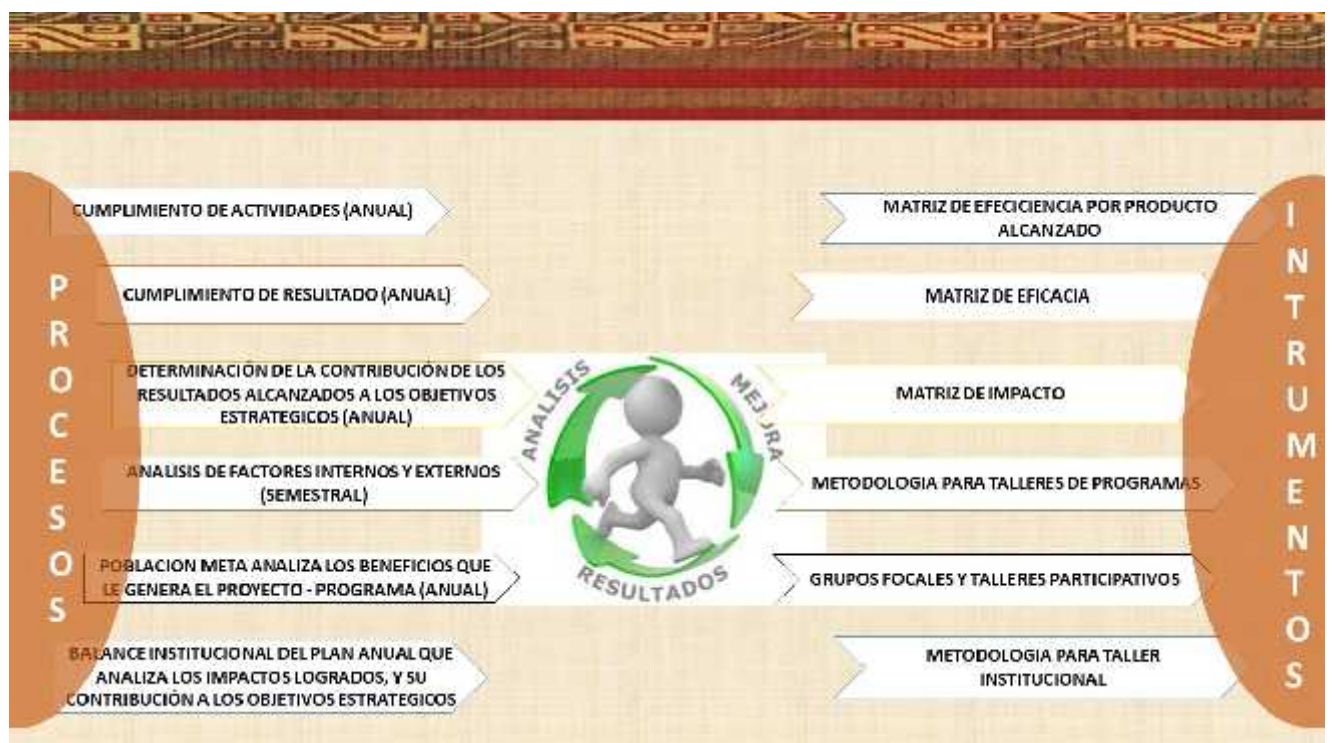 PROCESOS
CUMPLIMIENTO DE ACTIVIDADES (ANUAL)
CUMPLIMIENTO DE RESULTADO (ANUAL)
DETERMINACIÓN DE LA CONTRIBUCIÓN DE LOS
RESULTADOS ALCANZADOS A LOS OBJETIVOS
ESTRATEGICOS (ANUAL)
ANALISIS DE FACTORES INTERNOS Y EXTERNOS
(SEMESTRAL)
POBLACION META ANALIZA LOS BENEFICIOS QUE
LE GENERA EL PROYECTO - PROGRAMA (ANUAL)
BALANCE INSTITUCIONAL DEL PLAN ANUAL QUE
ANALIZA LOS IMPACTOS LOGRADOS, Y SU
CONTRIBUCIÓN A LOS OBJETIVOS ESTRATEGICOS
ANALISIS
MEJORA
RESULTADOS
MATRIZ DE EFECICIENCIA POR PRODUCTO
ALCANZADO
MATRIZ DE EFICACIA
MATRIZ DE IMPACTO
METODOLOGIA PARA TALLERES DE PROGRAMAS
GRUPOS FOCALES Y TALLERES PARTICIPATIVOS
METODOLOGIA PARA TALLER
INSTITUCIONAL
INTRUMENTOS